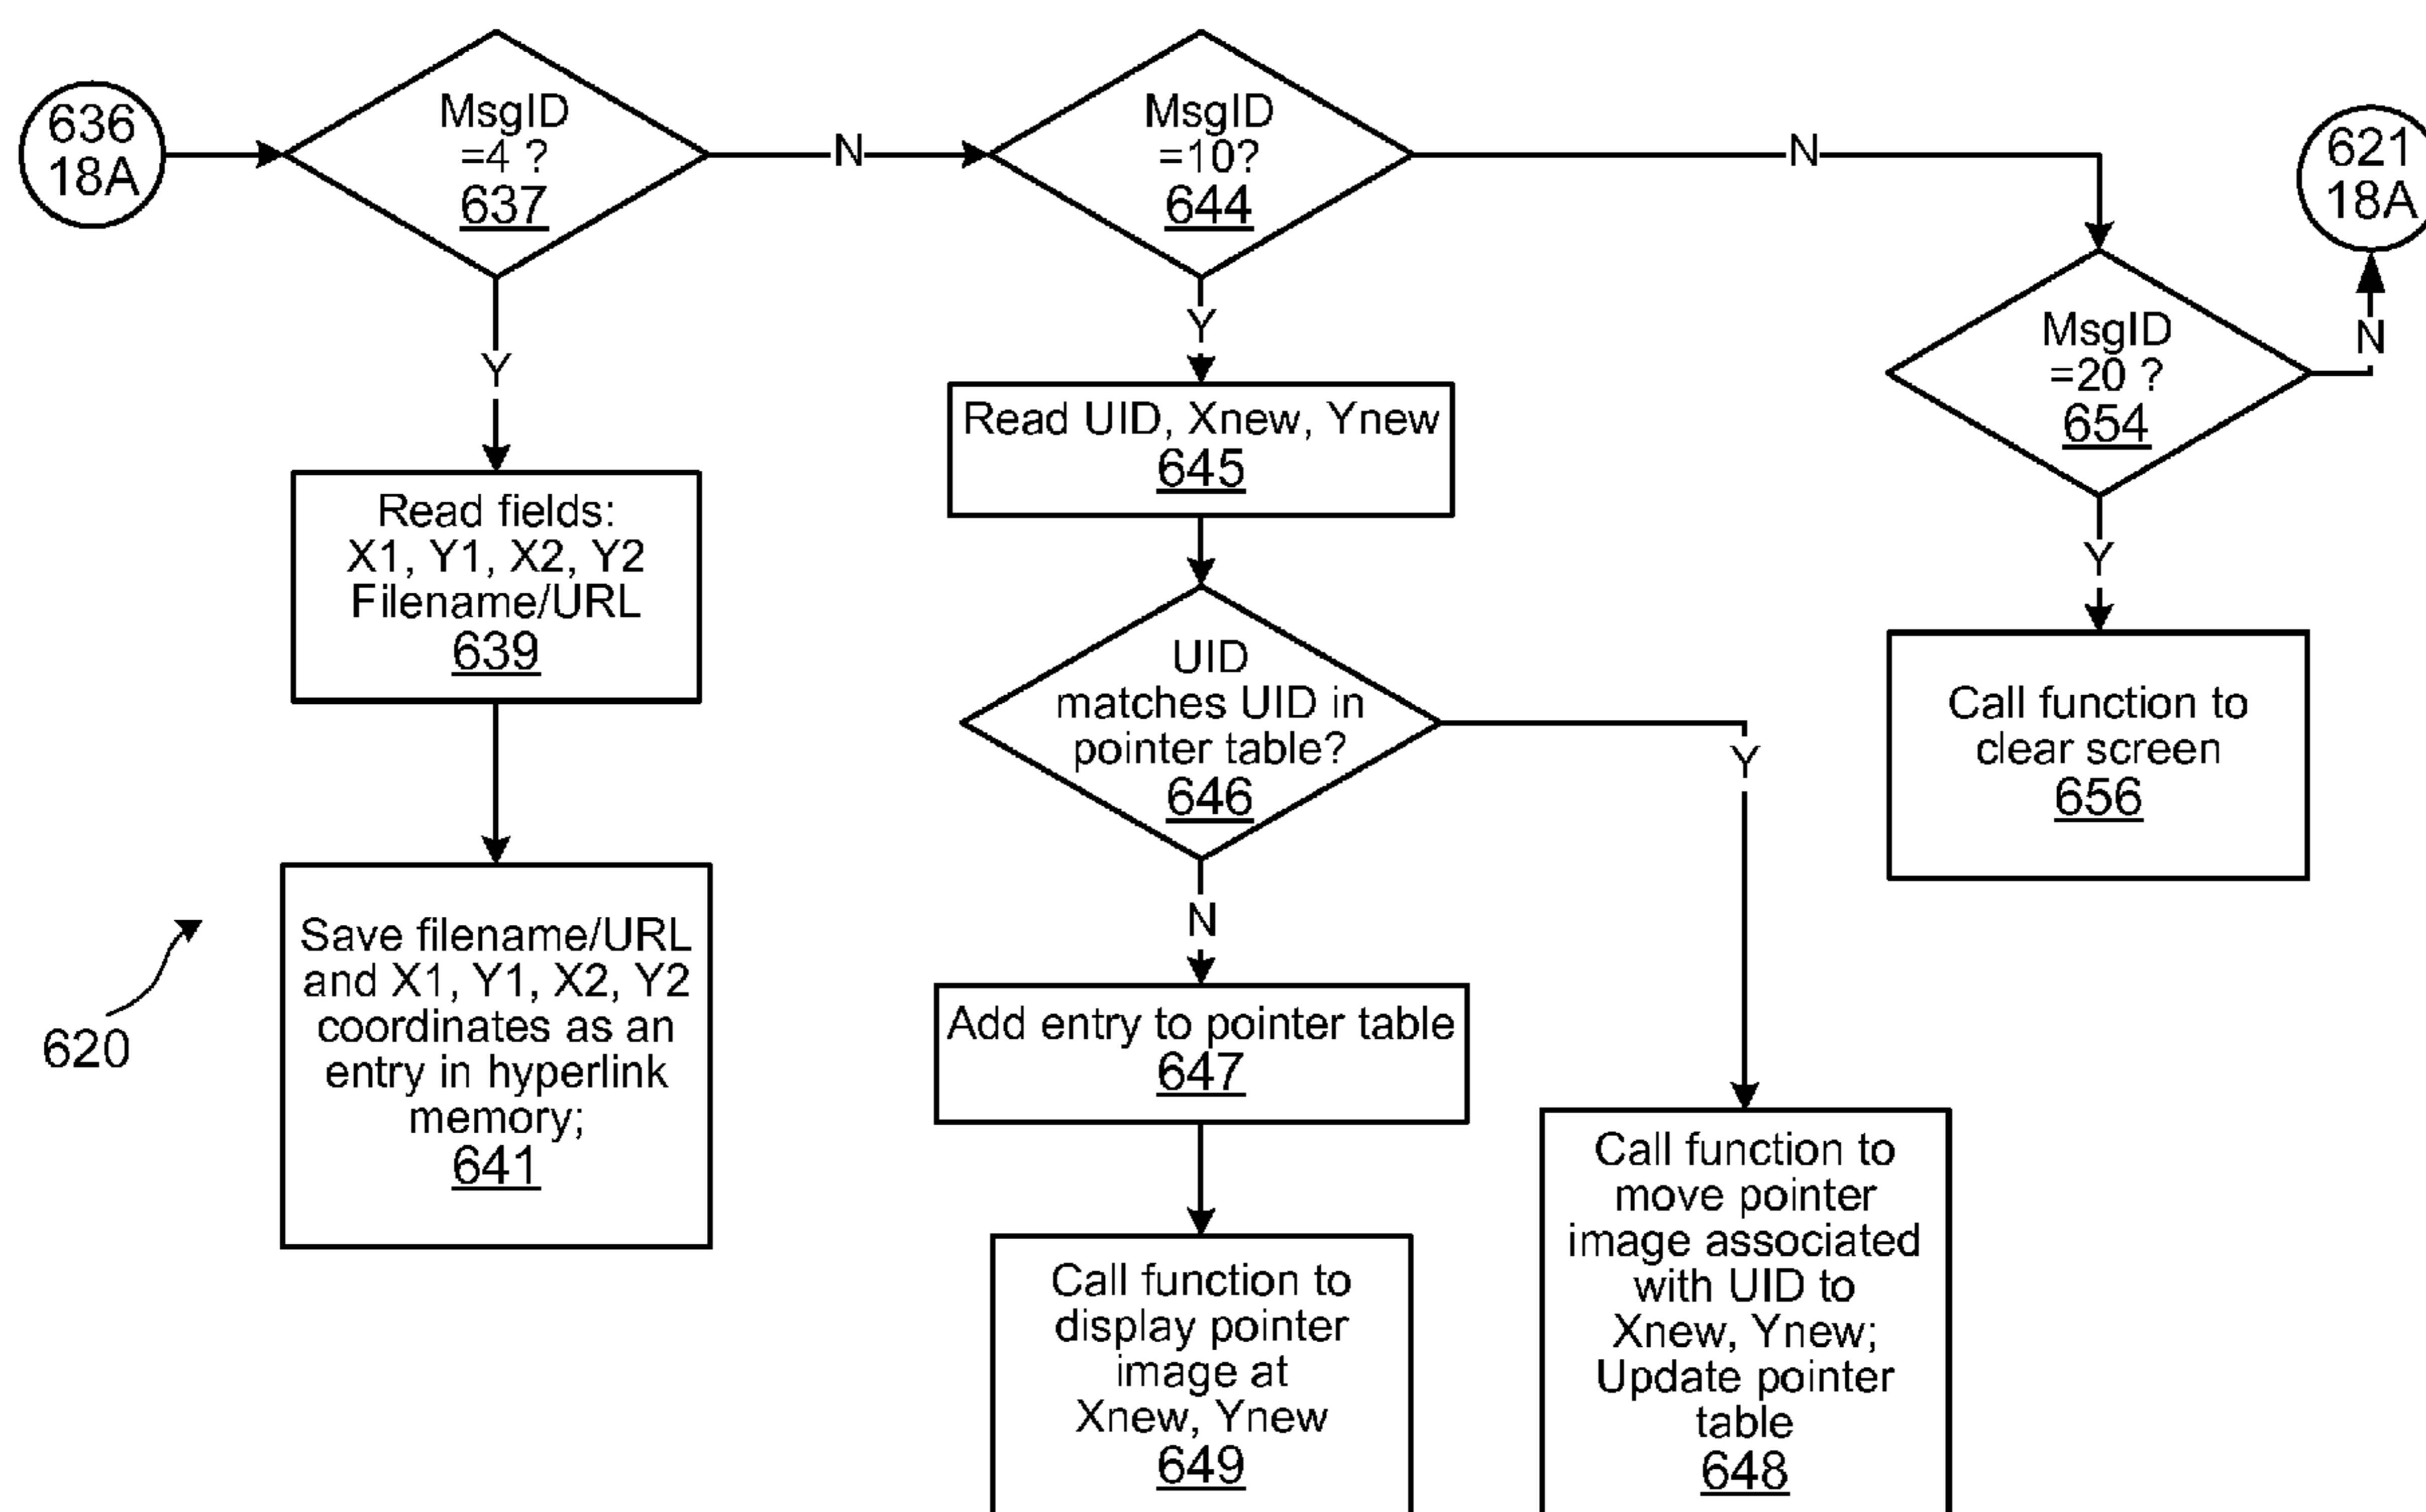 636
18A
MsgID
=4 ?
637
N
Y
Read fields:
X1, Y1, X2, Y2
Filename/URL
639
Save filename/URL
and X1, Y1, X2, Y2
coordinates as an
entry in hyperlink
memory;
641
620
MsgID
=10?
644
N
Y
Read UID, Xnew, Ynew
645
UID
matches UID in
pointer table?
646
Y
N
Add entry to pointer table
647
Call function to
display pointer
image at
Xnew, Ynew
649
Call function to
move pointer
image associated
with UID to
Xnew, Ynew;
Update pointer
table
648
MsgID
=20 ?
654
N
Y
Call function to
clear screen
656
621
18A